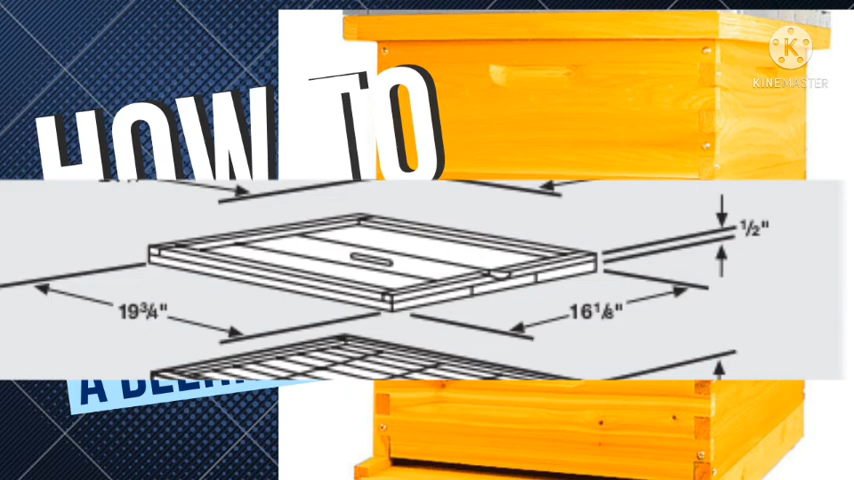 HOW TO
KINEMASTER
1/2"
19¾"
16⅛"
A